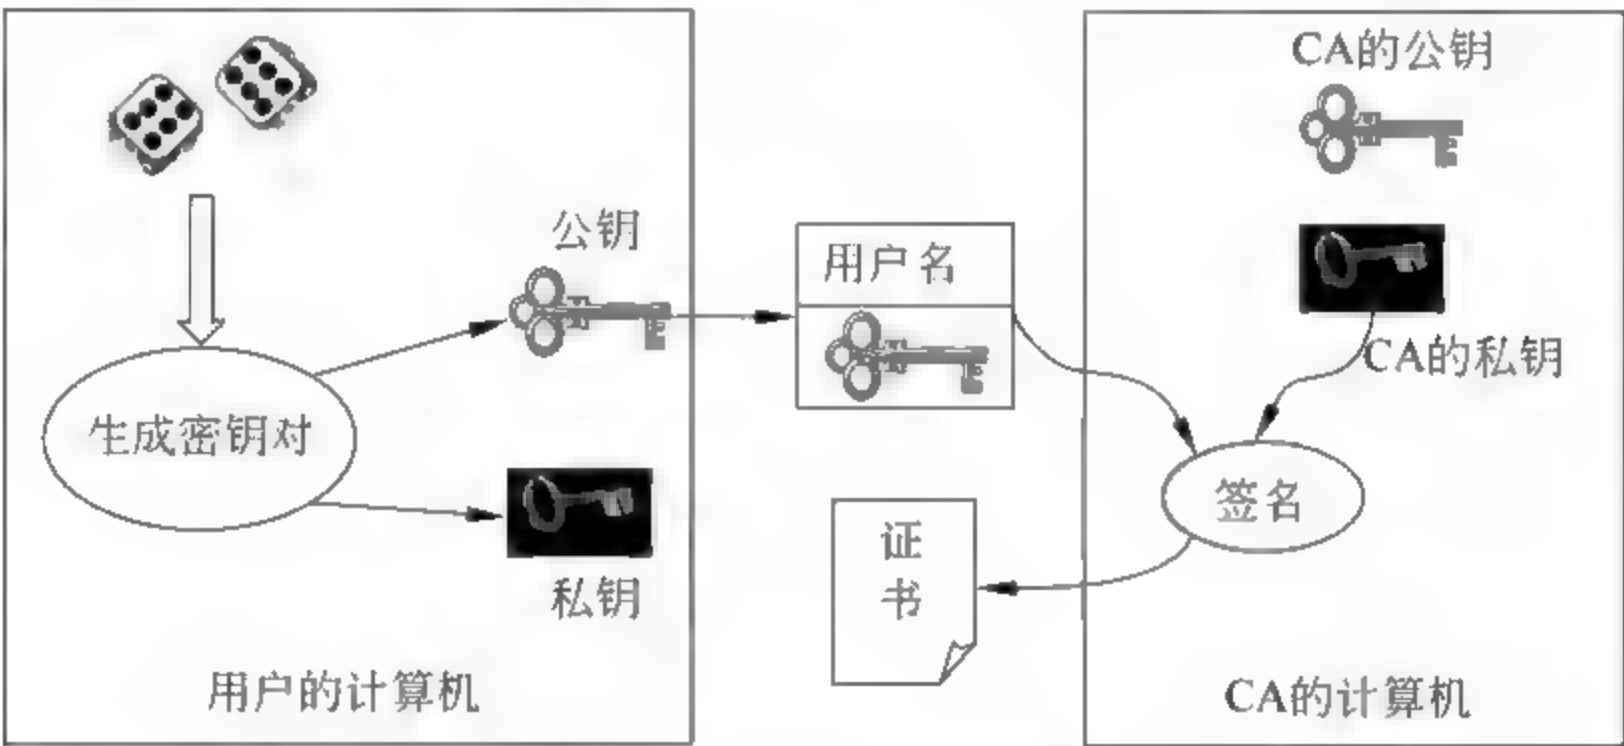 CA的公钥
公钥
用户名
CA的私钥
生成密钥对
签名
证
书
私钥
用户的计算机
CA的计算机